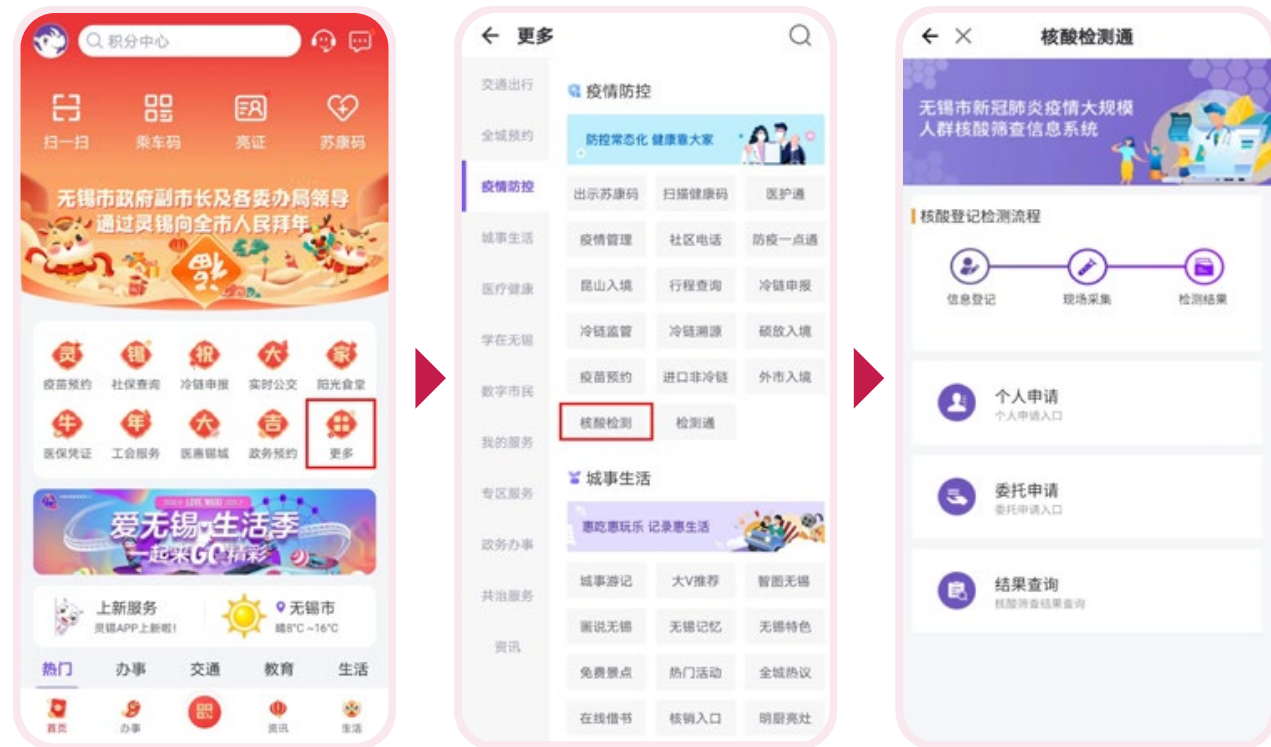 积分中心
扫一扫 乘车码 亮证 苏康码
无锡市政府副市长及各委办局领导
通过灵锡向全市人民拜年
福
灵 锡 祝 大 家
疫苗预约 社保查询 冷链申报 实时公交 阳光食堂
牛 年 大 吉
医保凭证 工会服务 医惠锡城 政务预约 更多
爱无锡·生活季
一起来GO精彩
上新服务
灵锡APP上新啦!
无锡市
晴8°C~16°C
热门 办事 交通 教育 生活
首页 办事 资讯 生活
更多
交通出行
全城预约
疫情防控
城事生活
医疗健康
学在无锡
数字市民
我的服务
专区服务
政务办事
共治服务
资讯
疫情防控
防控常态化 健康靠大家
出示苏康码 扫描健康码 医护通
疫情管理 社区电话 防疫一点通
昆山入境 行程查询 冷链申报
冷链监管 冷链溯源 硕放入境
疫苗预约 进口非冷链 外市入境
核酸检测 检测通
城事生活
惠吃惠玩乐 记录惠生活
城事游记 大V推荐 智图无锡
画说无锡 无锡记忆 无锡特色
免费景点 热门活动 全城热议
在线借书 核销入口 明厨亮灶
核酸检测通
无锡市新冠肺炎疫情大规模
人群核酸筛查信息系统
核酸登记检测流程
信息登记 现场采集 检测结果
个人申请
个人申请入口
委托申请
委托申请入口
结果查询
核酸筛查结果查询